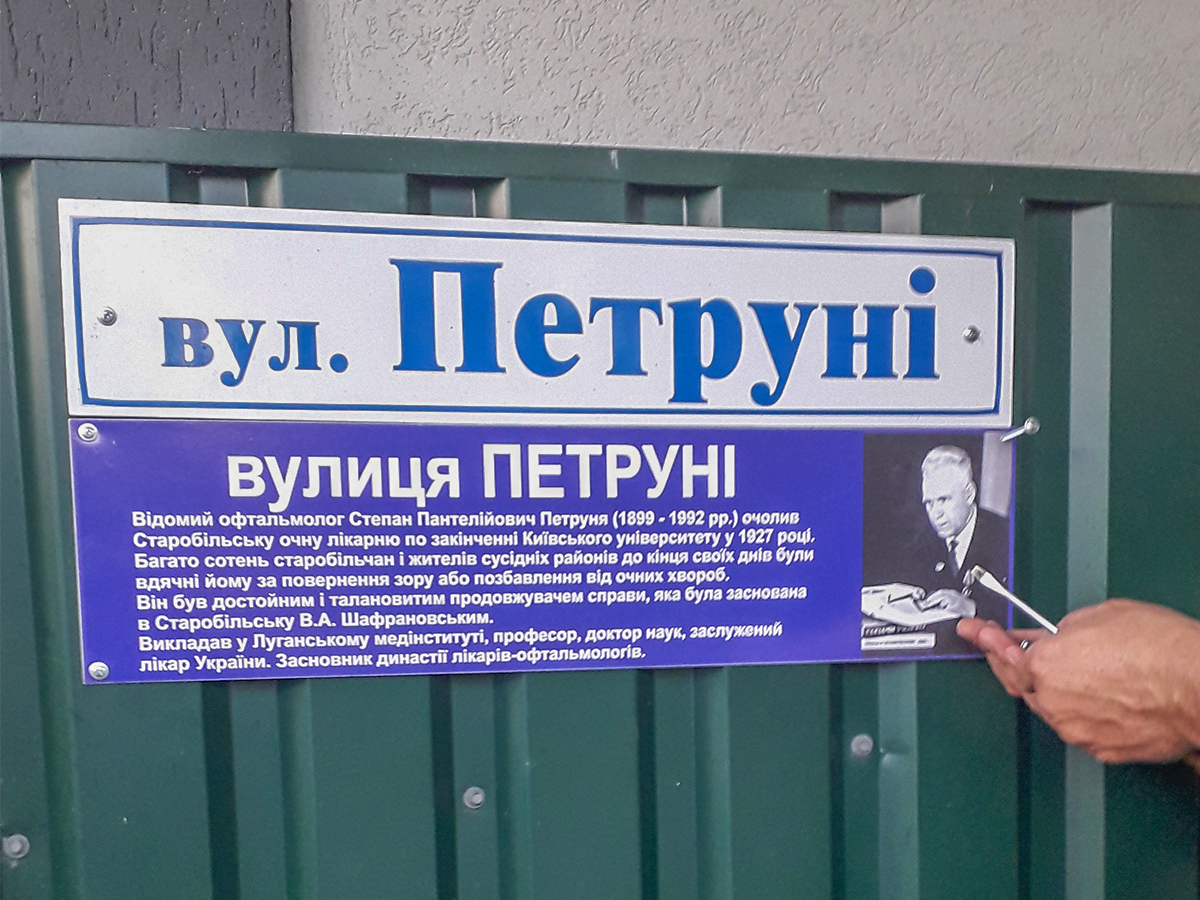 вул. Петруні
вулиця ПЕТРУНІ
Відомий офтальмолог Степан Пантелійович Петруня (1899 - 1992 рр.) очолив
Старобільську очну лікарню по закінченні Київського університету у 1927 році.
Багато сотень старобільчан і жителів сусідніх районів до кінця своїх днів були
вдячні йому за повернення зору або позбавлення від очних хвороб.
Він був достойним і талановитим продовжувачем справи, яка була заснована
в Старобільську В.А. Шафрановським.
Викладав у Луганському медінституті, професор, доктор наук, заслужений
лікар України. Засновник династії лікарів-офтальмологів.